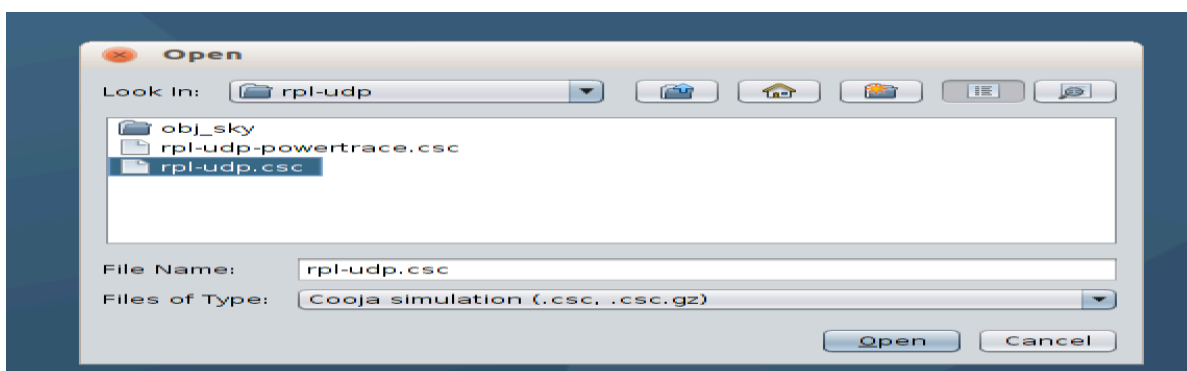 Open
Look In: rpl-udp
obj_sky
rpl-udp-powertrace.csc
rpl-udp.csc
File Name: rpl-udp.csc
Files of Type: Cooja simulation (.csc, .csc.gz)
Open Cancel